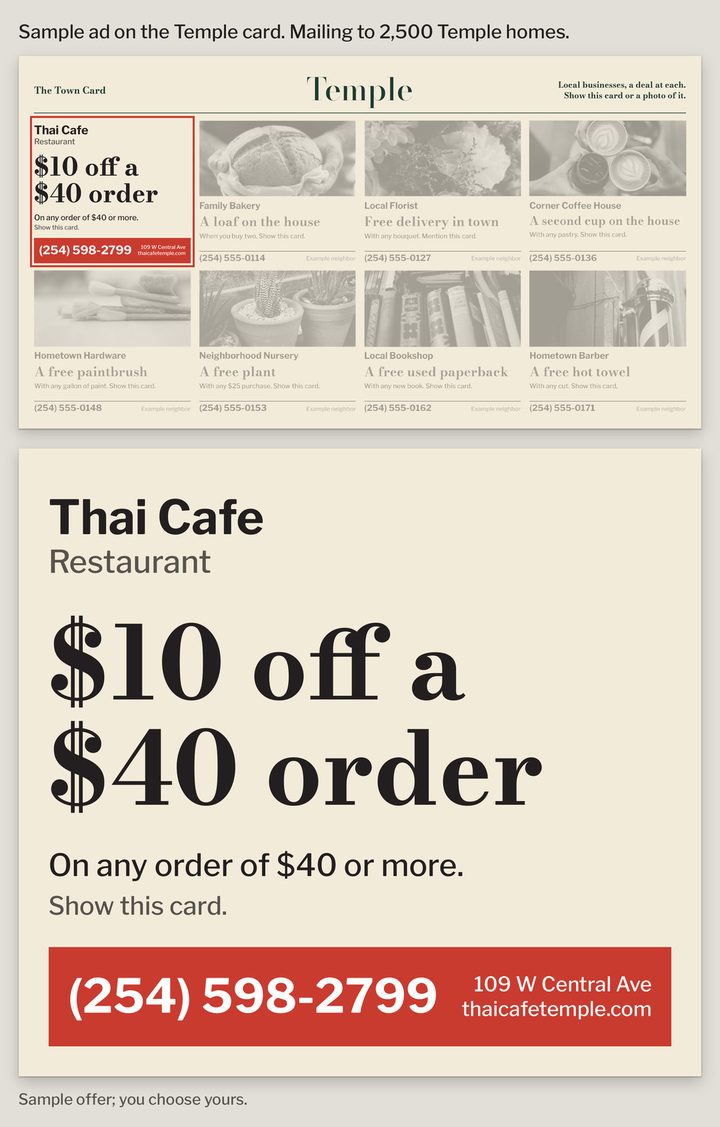 Sample ad on the Temple card. Mailing to 2,500 Temple homes.
The Town Card
Temple
Local businesses, a deal at each.
Show this card or a photo of it.
Thai Cafe
Restaurant
$10 off a
$40 order
On any order of $40 or more.
Show this card.
(254) 598-2799
109 W Central Ave
thaicafetemple.com
Family Bakery
A loaf on the house
When you buy two. Show this card.
(254) 555-0114
Example neighbor
Local Florist
Free delivery in town
With any bouquet. Mention this card.
(254) 555-0127
Example neighbor
Corner Coffee House
A second cup on the house
With any pastry. Show this card.
(254) 555-0136
Example neighbor
Hometown Hardware
A free paintbrush
With any gallon of paint. Show this card.
(254) 555-0148
Example neighbor
Neighborhood Nursery
A free plant
With any $25 purchase. Show this card.
(254) 555-0153
Example neighbor
Local Bookshop
A free used paperback
With any new book. Show this card.
(254) 555-0162
Example neighbor
Hometown Barber
A free hot towel
With any cut. Show this card.
(254) 555-0171
Example neighbor
Thai Cafe
Restaurant
$10 off a
$40 order
On any order of $40 or more.
Show this card.
(254) 598-2799
109 W Central Ave
thaicafetemple.com
Sample offer; you choose yours.